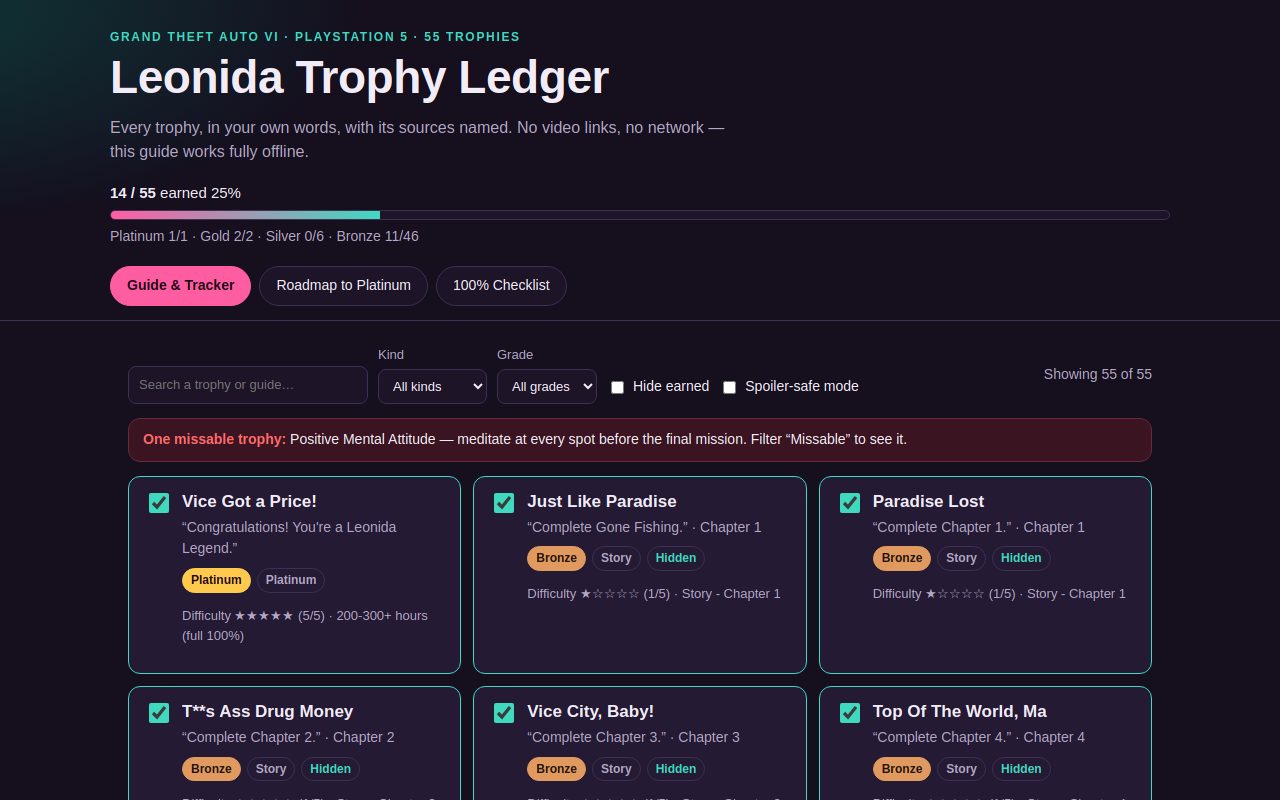 GRAND THEFT AUTO VI · PLAYSTATION 5 · 55 TROPHIES
Leonida Trophy Ledger
Every trophy, in your own words, with its sources named. No video links, no network —
this guide works fully offline.
14 / 55 earned 25%
Platinum 1/1 · Gold 2/2 · Silver 0/6 · Bronze 11/46
Guide & Tracker
Roadmap to Platinum
100% Checklist
Kind
Grade
Search a trophy or guide…
All kinds
All grades
Hide earned
Spoiler-safe mode
Showing 55 of 55
One missable trophy: Positive Mental Attitude — meditate at every spot before the final mission. Filter “Missable” to see it.
Vice Got a Price!
“Congratulations! You're a Leonida
Legend.”
Platinum
Platinum
Difficulty ★★★★★ (5/5) · 200-300+ hours
(full 100%)
Just Like Paradise
“Complete Gone Fishing.” · Chapter 1
Bronze
Story
Hidden
Difficulty ★☆☆☆☆ (1/5) · Story - Chapter 1
Paradise Lost
“Complete Chapter 1.” · Chapter 1
Bronze
Story
Hidden
Difficulty ★☆☆☆☆ (1/5) · Story - Chapter 1
T**s Ass Drug Money
“Complete Chapter 2.” · Chapter 2
Bronze
Story
Hidden
Vice City, Baby!
“Complete Chapter 3.” · Chapter 3
Bronze
Story
Hidden
Top Of The World, Ma
“Complete Chapter 4.” · Chapter 4
Bronze
Story
Hidden